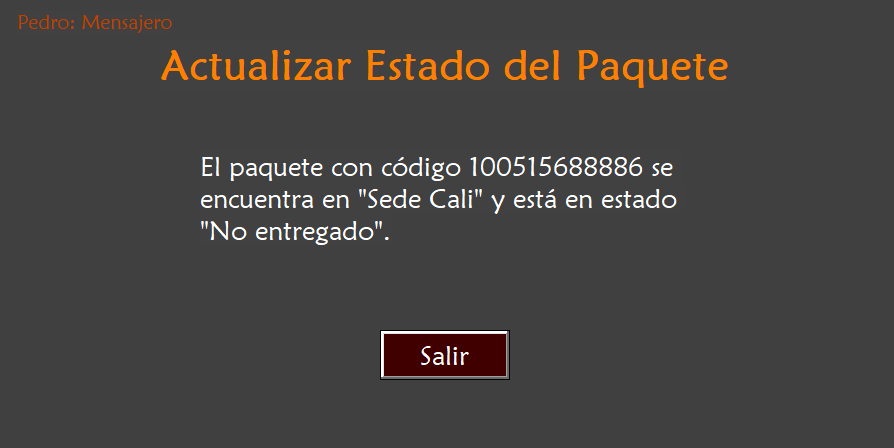 Pedro: Mensajero
Actualizar Estado del Paquete
El paquete con código 100515688886 se
encuentra en "Sede Cali" y está en estado
"No entregado".
Salir